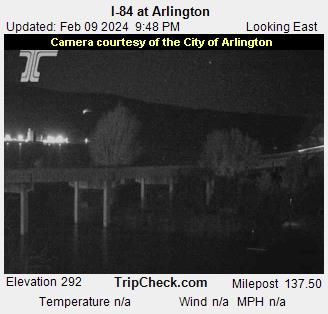 I-84 at Arlington
Updated: Feb 09 2024 9:48 PM Looking East
Camera courtesy of the City of Arlington
Elevation 292 TripCheck.com Milepost 137.50
Temperature n/a Wind n/a MPH n/a